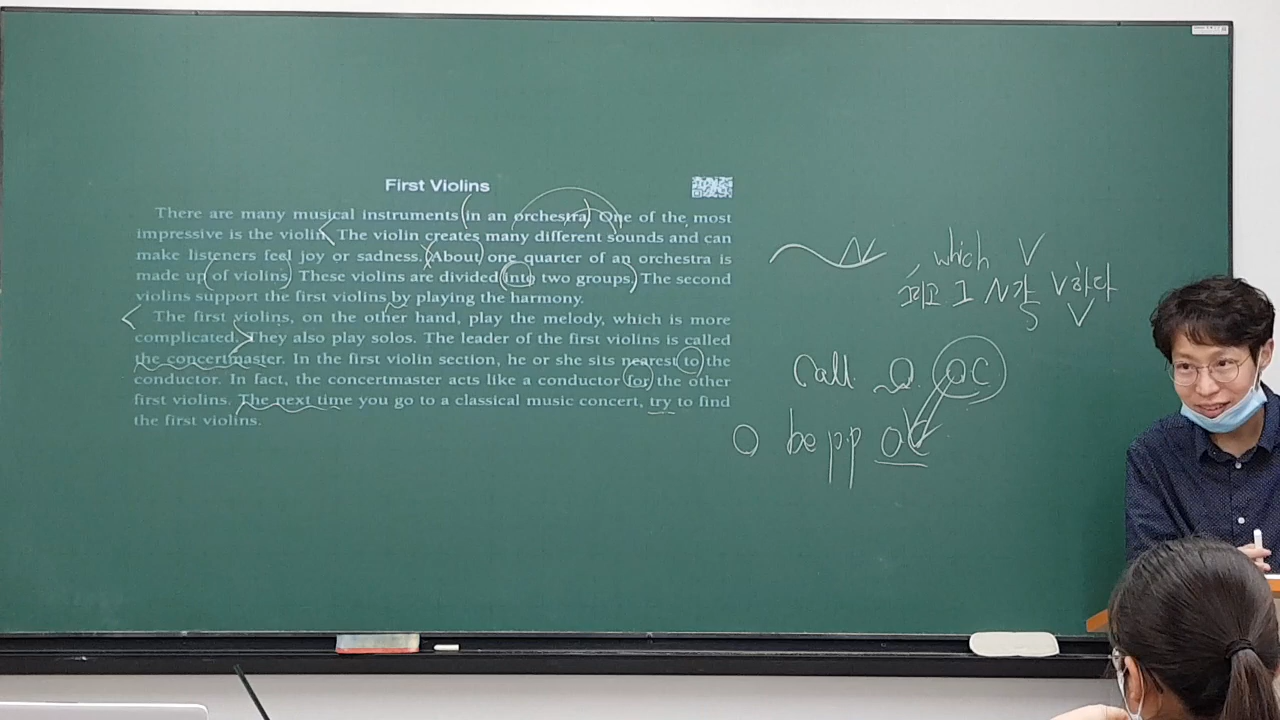 First Violins
There are many musical instruments in an orchestra. One of the most
impressive is the violin. The violin creates many different sounds and can
make listeners feel joy or sadness. About one quarter of an orchestra is
made up of violins. These violins are divided into two groups. The second
violins support the first violins by playing the harmony.
The first violins, on the other hand, play the melody, which is more
complicated. They also play solos. The leader of the first violins is called
the concertmaster. In the first violin section, he or she sits nearest to the
conductor. In fact, the concertmaster acts like a conductor for the other
first violins. The next time you go to a classical music concert, try to find
the first violins.
N , which V
그리고 그 N가 V하다
S V
Call O OC
O be p.p OC